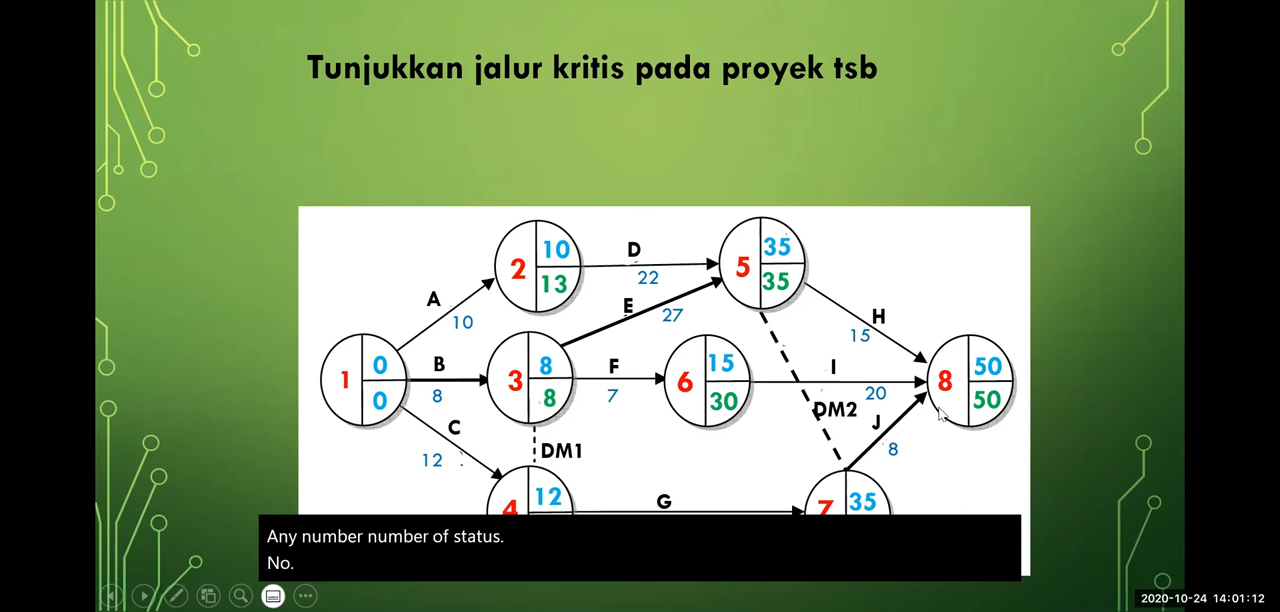 Tunjukkan jalur kritis pada proyek tsb
2 10 13
D
22
5 35 35
A
10
E
27
H
15
1 0 0
B
8
3 8 8
F
7
6 15 30
I
20
8 50 50
C
12
DM1
DM2
J
8
4 12
G
7 35
Any number number of status.
No.
2020-10-24 14:01:12